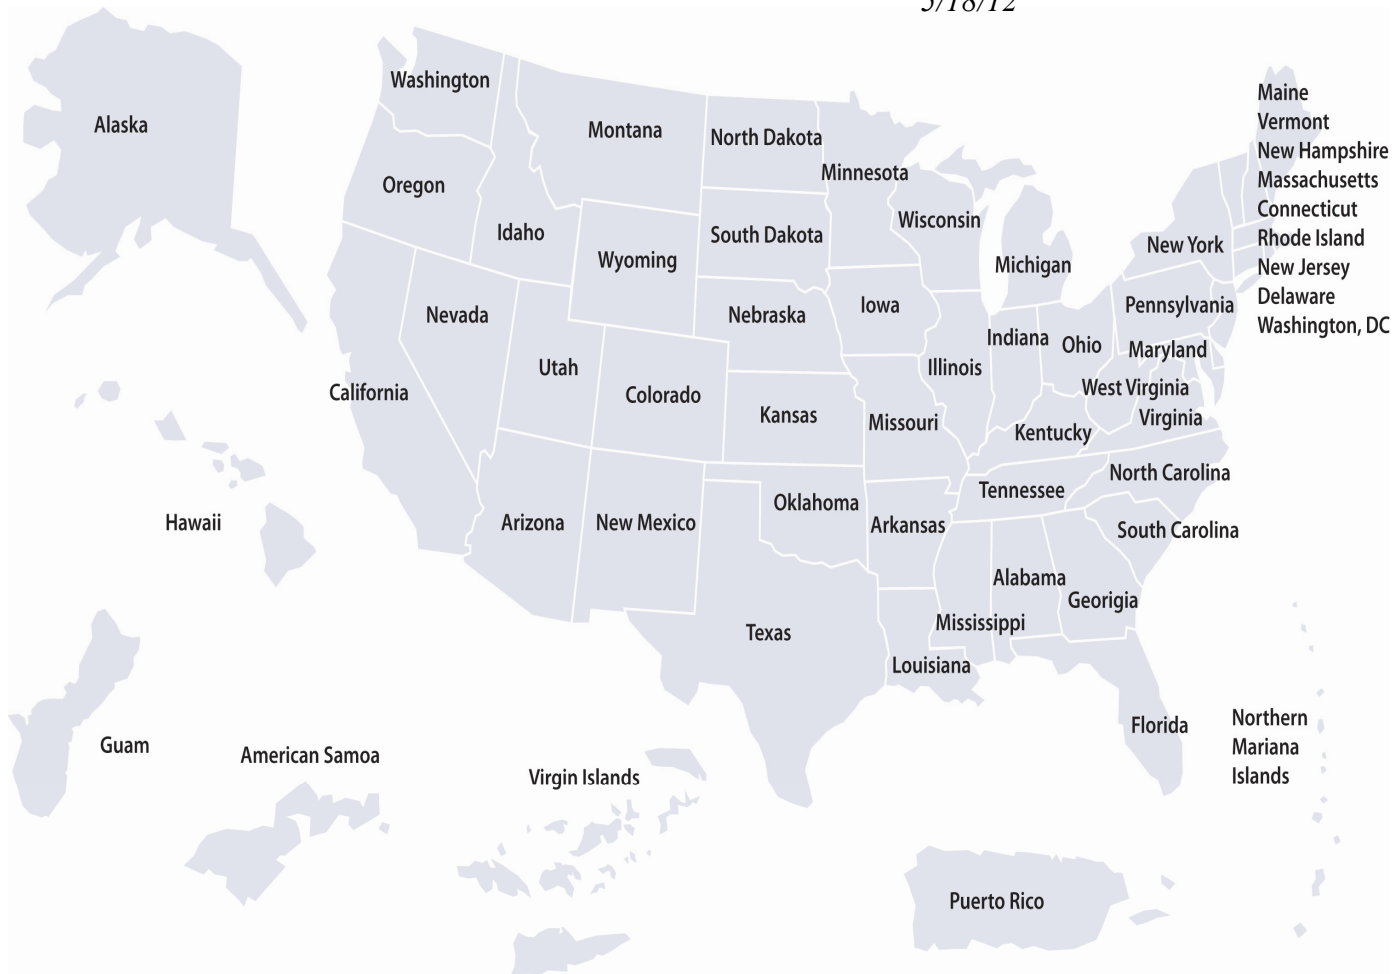 5/18/12
Maine
Vermont
New Hampshire
Massachusetts
Connecticut
Rhode Island
New Jersey
Delaware
Washington, DC
Washington
Montana
North Dakota
Minnesota
Alaska
Oregon
Idaho
Wyoming
South Dakota
Wisconsin
Michigan
New York
Nevada
Nebraska
Iowa
Pennsylvania
Utah
Colorado
Illinois
Indiana
Ohio
Maryland
California
Kansas
Missouri
Kentucky
West Virginia
Virginia
Hawaii
Arizona
New Mexico
Oklahoma
Arkansas
Tennessee
North Carolina
South Carolina
Alabama
Georigia
Mississippi
Texas
Louisiana
Florida
Northern
Mariana
Islands
Guam
American Samoa
Virgin Islands
Puerto Rico